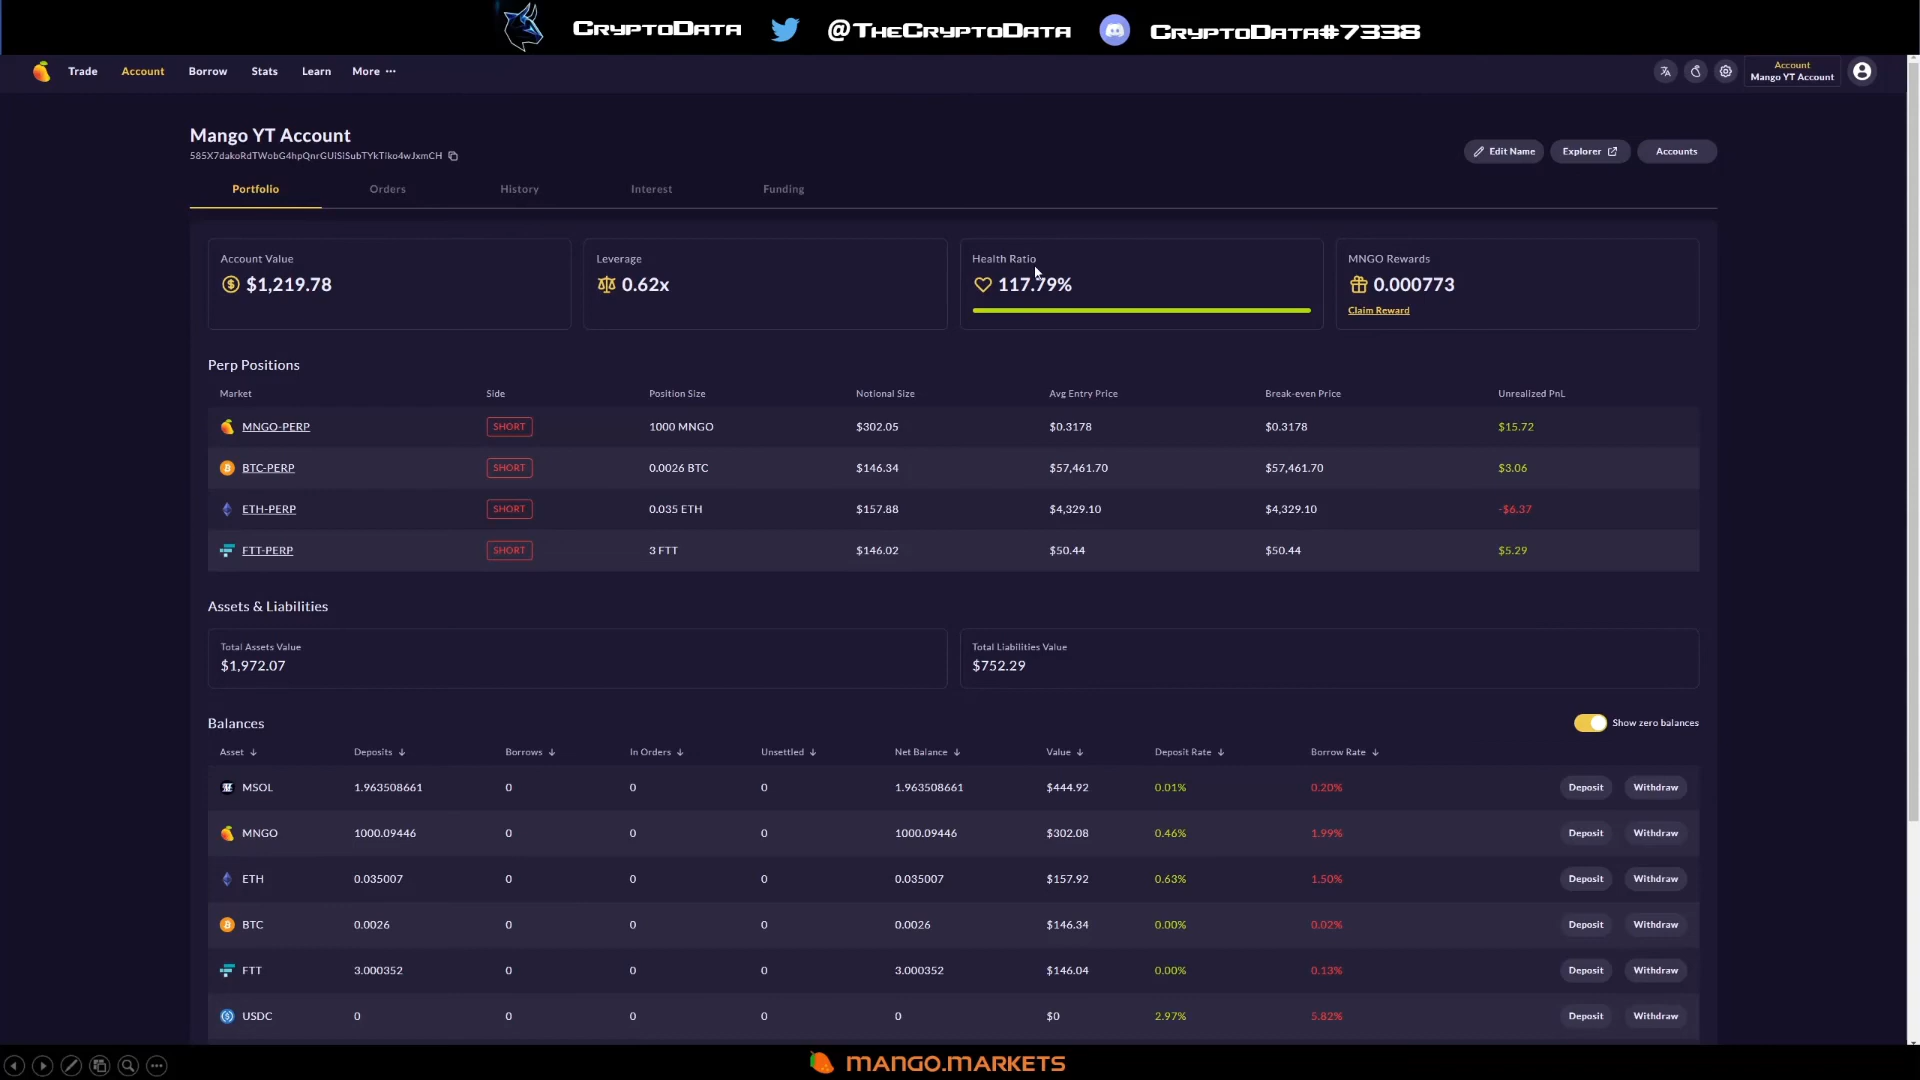 CryptoData @TheCryptoData CryptoData#7338
Trade Account Borrow Stats Learn More ···
Account
Mango YT Account
Mango YT Account
Edit Name Explorer Accounts
Portfolio Orders History Interest Funding
Account Value Leverage Health Ratio MNGO Rewards
$1,219.78 0.62x 117.79% 0.000773
Claim Reward
Perp Positions
Market Side Position Size Notional Size Avg Entry Price Break-even Price Unrealized PnL
MNGO-PERP SHORT 1000 MNGO $302.05 $0.3178 $0.3178 $15.72
BTC-PERP SHORT 0.0026 BTC $146.34 $57,461.70 $57,461.70 $3.06
ETH-PERP SHORT 0.035 ETH $157.88 $4,329.10 $4,329.10 -$6.37
FTT-PERP SHORT 3 FTT $146.02 $50.44 $50.44 $5.29
Assets & Liabilities
Total Assets Value Total Liabilities Value
$1,972.07 $752.29
Balances Show zero balances
Asset ↓ Deposits ↓ Borrows ↓ In Orders ↓ Unsettled ↓ Net Balance ↓ Value ↓ Deposit Rate ↓ Borrow Rate ↓
MSOL 1.963508661 0 0 0 1.963508661 $444.92 0.01% 0.20% Deposit Withdraw
MNGO 1000.09446 0 0 0 1000.09446 $302.08 0.46% 1.99% Deposit Withdraw
ETH 0.035007 0 0 0 0.035007 $157.92 0.63% 1.50% Deposit Withdraw
BTC 0.0026 0 0 0 0.0026 $146.34 0.00% 0.02% Deposit Withdraw
FTT 3.000352 0 0 0 3.000352 $146.04 0.00% 0.13% Deposit Withdraw
USDC 0 0 0 0 0 $0 2.97% 5.82% Deposit Withdraw
MANGO.MARKETS